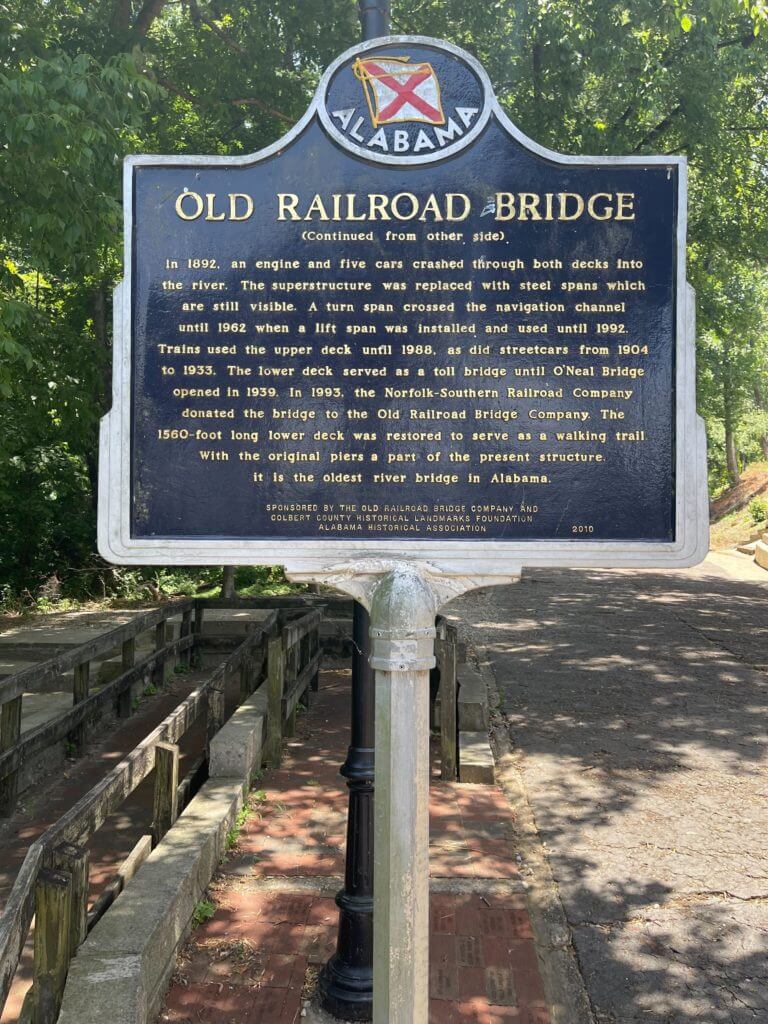 ALABAMA
OLD RAILROAD BRIDGE
(Continued from other side)
In 1892, an engine and five cars crashed through both decks into
the river. The superstructure was replaced with steel spans which
are still visible. A turn span crossed the navigation channel
until 1962 when a lift span was installed and used until 1992.
Trains used the upper deck until 1988, as did streetcars from 1904
to 1933. The lower deck served as a toll bridge until O'Neal Bridge
opened in 1939. In 1993, the Norfolk-Southern Railroad Company
donated the bridge to the Old Railroad Bridge Company. The
1560-foot long lower deck was restored to serve as a walking trail.
With the original piers a part of the present structure,
it is the oldest river bridge in Alabama.
SPONSORED BY THE OLD RAILROAD BRIDGE COMPANY AND
COLBERT COUNTY HISTORICAL LANDMARKS FOUNDATION
ALABAMA HISTORICAL ASSOCIATION 2010